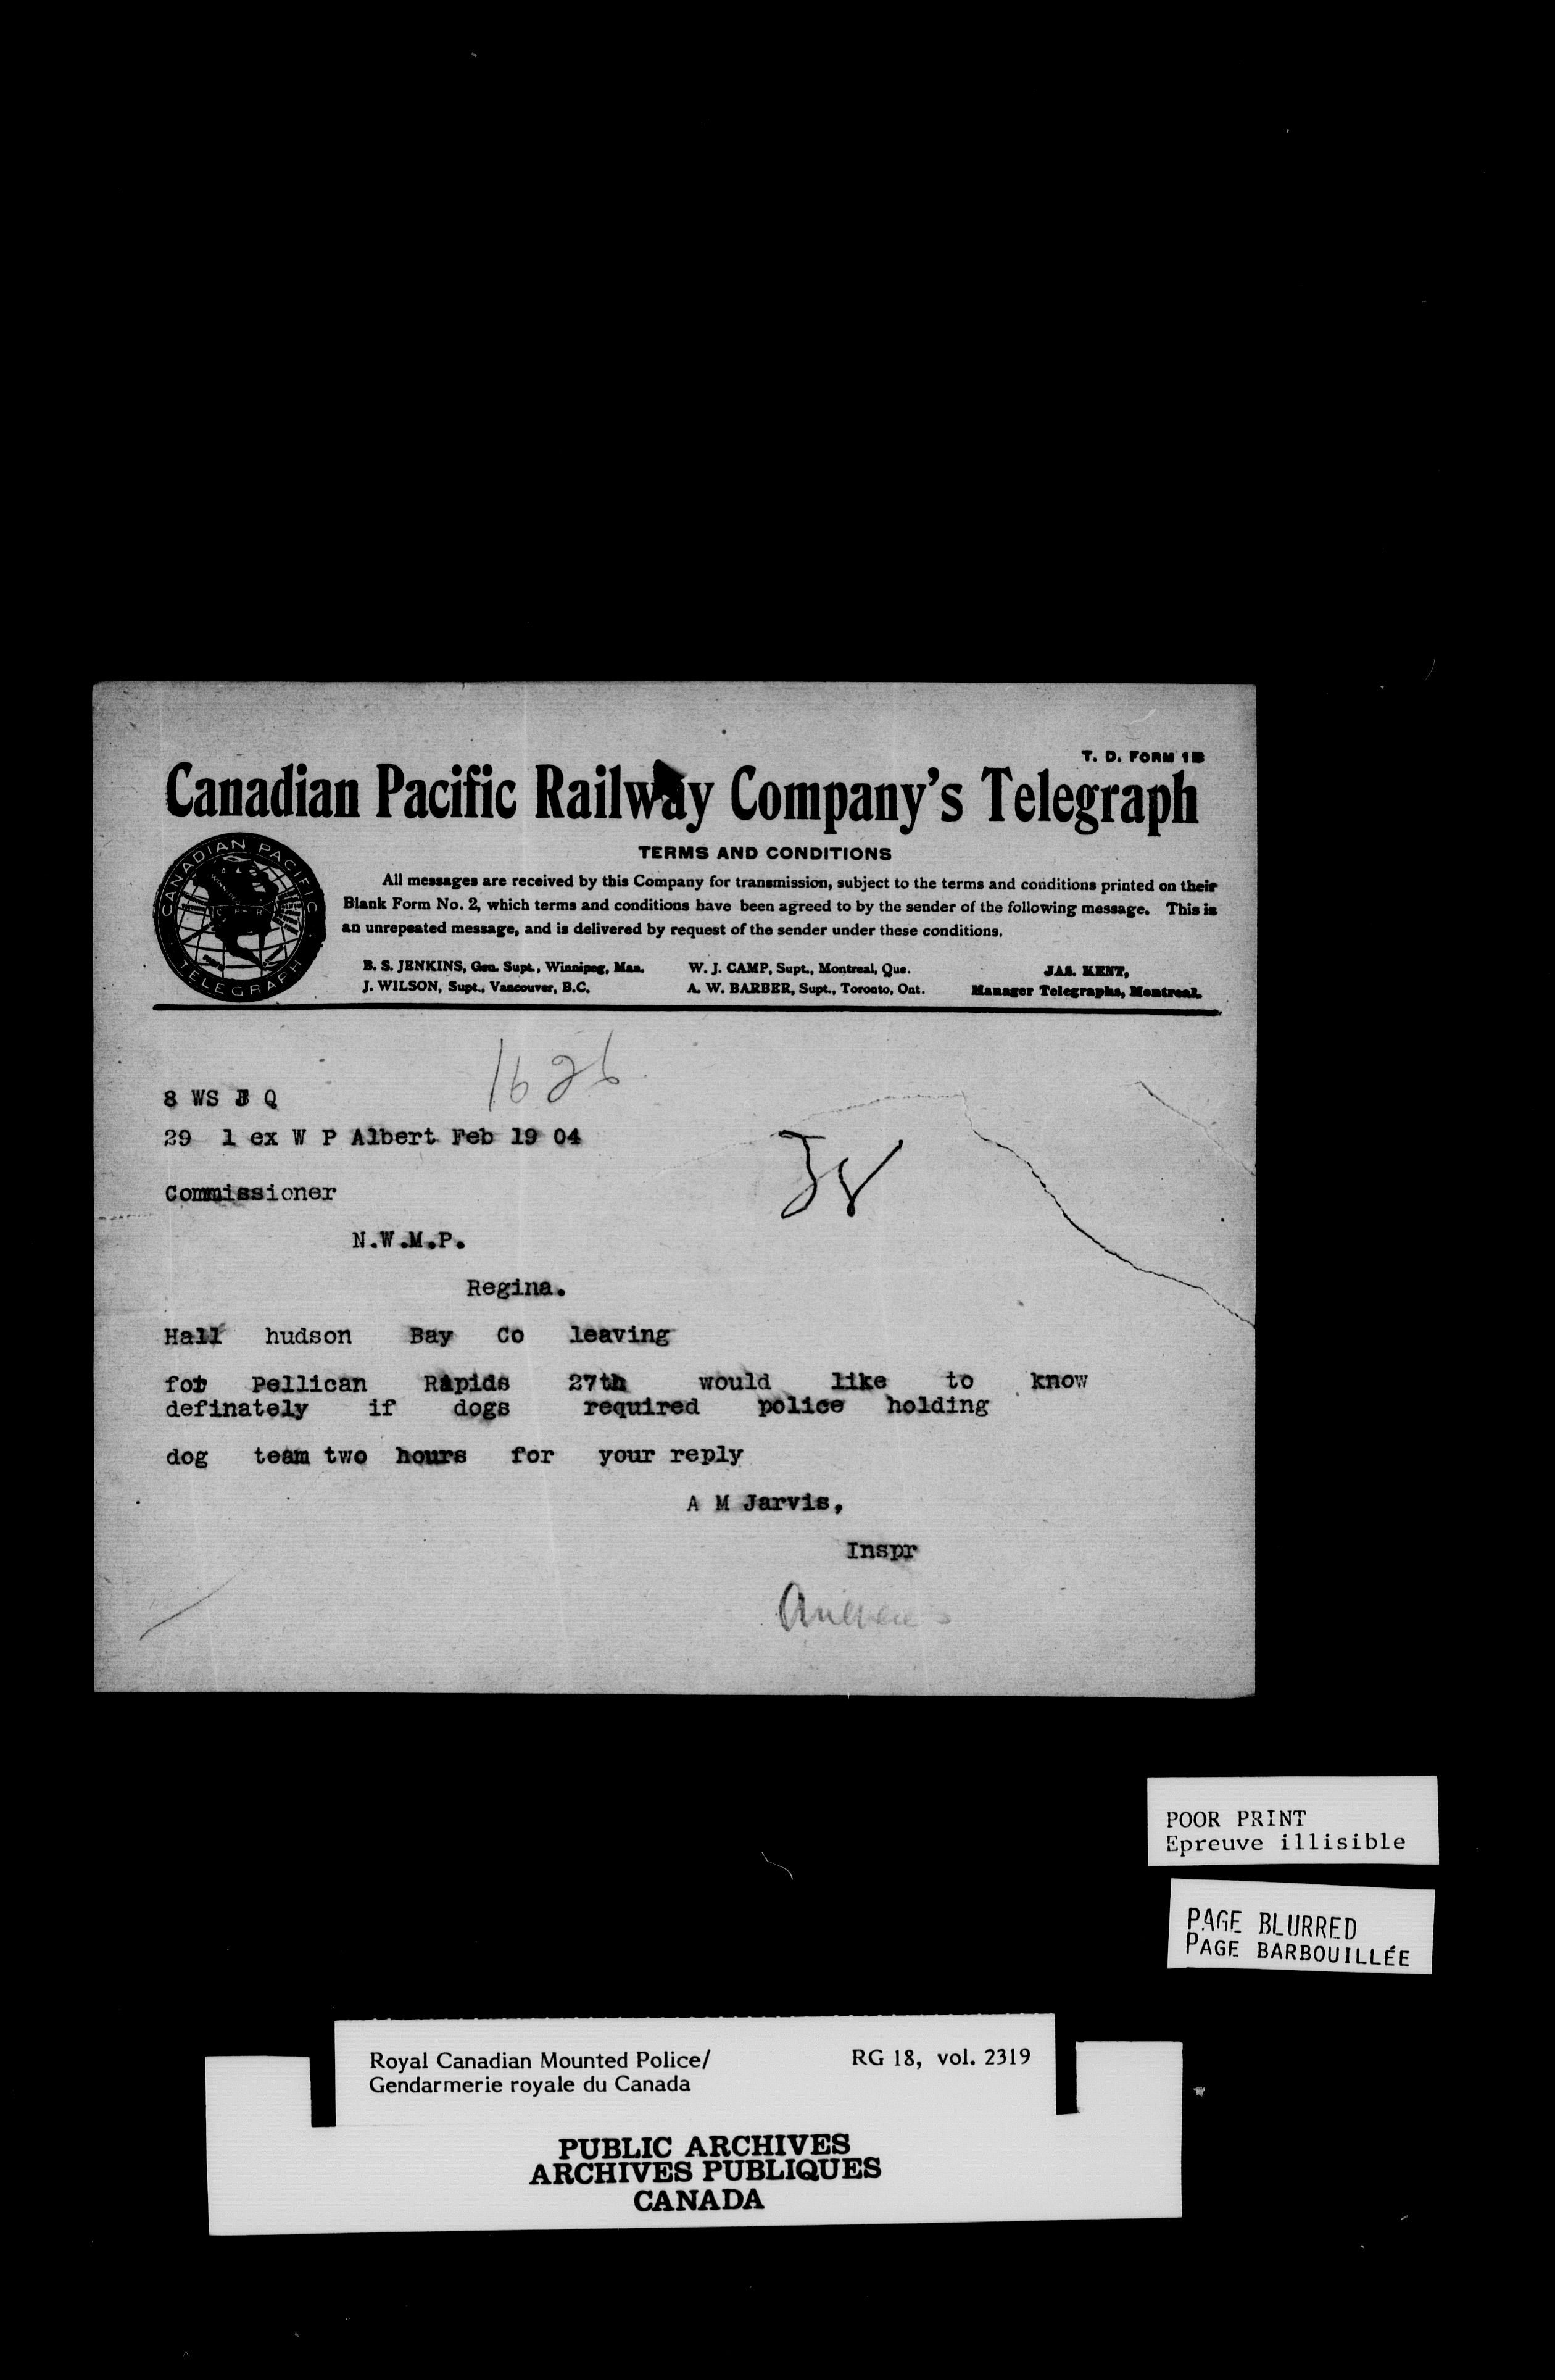 T. D. FORM 1B
Canadian Pacific Railway Company's Telegraph
CANADIAN PACIFIC
TELEGRAPH
TERMS AND CONDITIONS
All messages are received by this Company for transmission, subject to the terms and conditions printed on their
Blank Form No. 2, which terms and conditions have been agreed to by the sender of the following message. This is
an unrepeated message, and is delivered by request of the sender under these conditions.
B. S. JENKINS, Gen. Supt., Winnipeg, Man.
J. WILSON, Supt., Vancouver, B.C.
W. J. CAMP, Supt., Montreal, Que.
A. W. BARBER, Supt., Toronto, Ont.
JAS. KENT,
Manager Telegraphs, Montreal.
1626
8 WS Q
29 1 ex W P Albert Feb 19 04
Commissioner
N.W.M.P.
Regina.
Hall hudson Bay Co leaving
for Pellican Rapids 27th would like to know
definately if dogs required police holding
dog team two hours for your reply
A M Jarvis,
Inspr
POOR PRINT
Epreuve illisible
PAGE BLURRED
PAGE BARBOUILLÉE
Royal Canadian Mounted Police/
Gendarmerie royale du Canada
RG 18, vol. 2319
PUBLIC ARCHIVES
ARCHIVES PUBLIQUES
CANADA